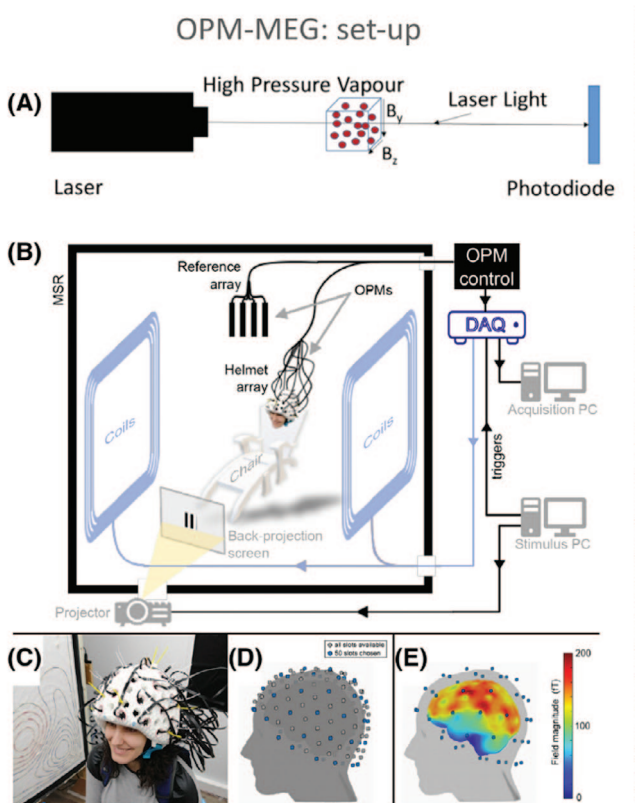 OPM-MEG: set-up
(A)
High Pressure Vapour
Laser Light
By
Bz
Laser
Photodiode
(B)
MSR
Reference
array
OPMs
OPM
control
DAQ
Helmet
array
Coils
Coils
Chair
Acquisition PC
triggers
Back-projection
screen
Stimulus PC
Projector
(C)
(D)
all slots available
50 slots chosen
(E)
200
100
0
Field magnitude (fT)